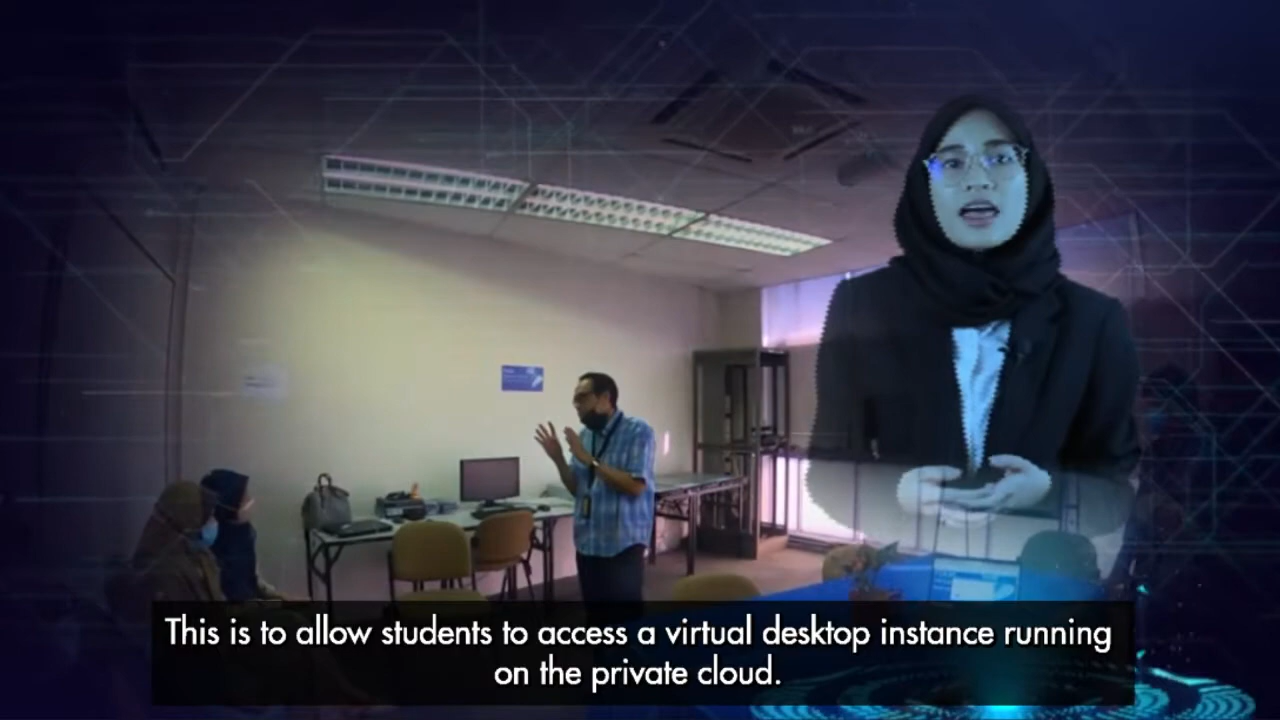 This is to allow students to access a virtual desktop instance running
on the private cloud.